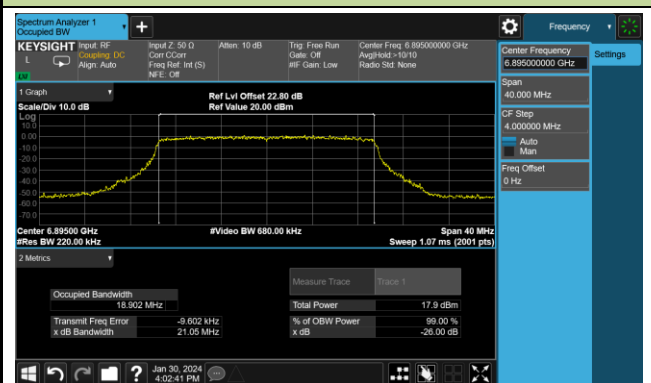 Spectrum Analyzer 1
Occupied BW
+
Frequency
KEYSIGHT
L
LXI
Input: RF
Coupling: DC
Align: Auto
Input Z: 50 Ω
Corr CCorr
Freq Ref: Int (S)
NFE: Off
Atten: 10 dB
Trig: Free Run
Gate: Off
#IF Gain: Low
Center Freq: 6.895000000 GHz
Avg|Hold:>10/10
Radio Std: None
Center Frequency
6.895000000 GHz
Settings
Span
40.000 MHz
CF Step
4.000000 MHz
Auto
Man
Freq Offset
0 Hz
1 Graph
Scale/Div 10.0 dB
Ref Lvl Offset 22.80 dB
Ref Value 20.00 dBm
Log
10.0
0.00
-10.0
-20.0
-30.0
-40.0
-50.0
-60.0
-70.0
Center 6.89500 GHz
#Res BW 220.00 kHz
#Video BW 680.00 kHz
Span 40 MHz
Sweep 1.07 ms (2001 pts)
2 Metrics
Measure Trace
Trace 1
Occupied Bandwidth
18.902 MHz
Total Power
17.9 dBm
Transmit Freq Error
-9.602 kHz
% of OBW Power
99.00 %
x dB Bandwidth
21.05 MHz
x dB
-26.00 dB
?
Jan 30, 2024
4:02:41 PM